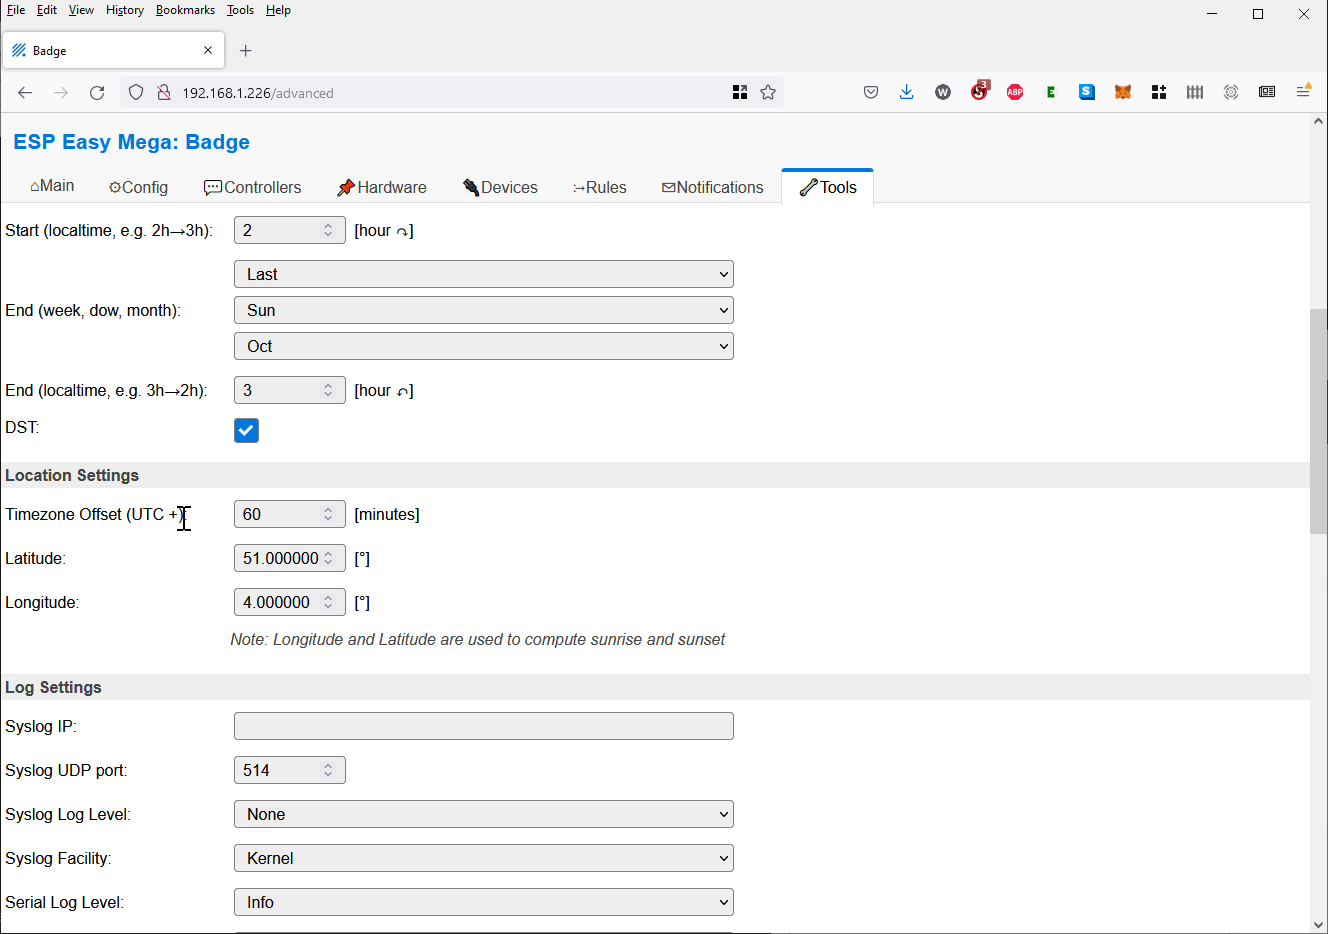 File Edit View History Bookmarks Tools Help
Badge
192.168.1.226/advanced
W 3 ABP E S
ESP Easy Mega: Badge
Main Config Controllers Hardware Devices Rules Notifications Tools
Start (localtime, e.g. 2h→3h): 2 [hour ↷]
Last
End (week, dow, month): Sun
Oct
End (localtime, e.g. 3h→2h): 3 [hour ↶]
DST:
Location Settings
Timezone Offset (UTC +): 60 [minutes]
Latitude: 51.000000 [°]
Longitude: 4.000000 [°]
Note: Longitude and Latitude are used to compute sunrise and sunset
Log Settings
Syslog IP:
Syslog UDP port: 514
Syslog Log Level: None
Syslog Facility: Kernel
Serial Log Level: Info